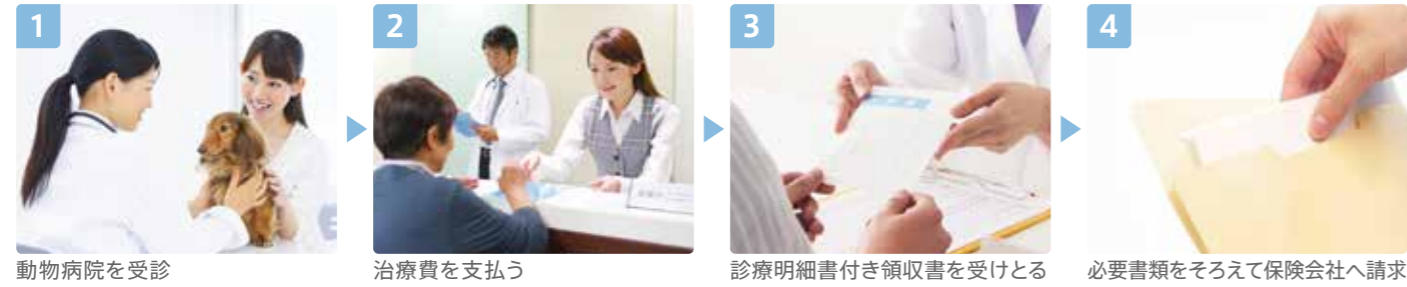 1
2
3
4
動物病院を受診
治療費を支払う
診療明細書付き領収書を受けとる
必要書類をそろえて保険会社へ請求